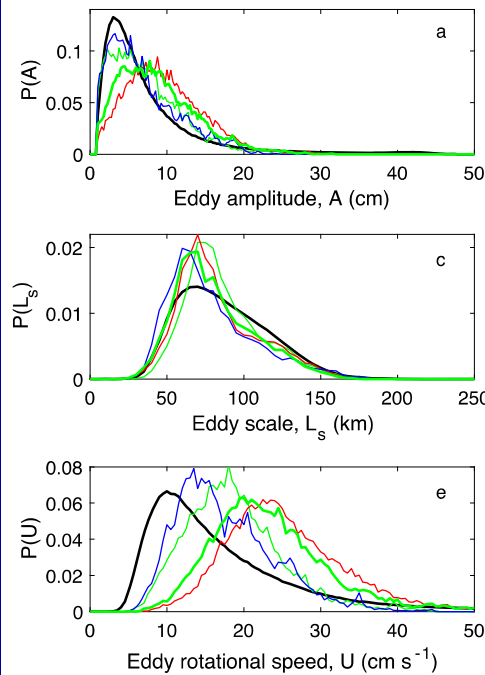 a
0.1
0.05
0
P(A)
0 10 20 30 40 50
Eddy amplitude, A (cm)
c
0.02
0.01
0
P(L_s)
0 50 100 150 200 250
Eddy scale, L_s (km)
e
0.08
0.06
0.04
0.02
0
P(U)
0 10 20 30 40 50
Eddy rotational speed, U (cm s^-1)